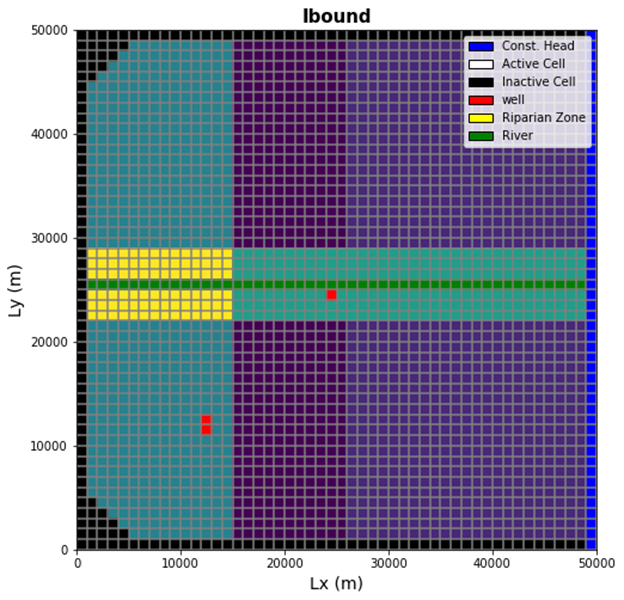 Ibound
50000
40000
30000
20000
10000
0
Ly (m)
Const. Head
Active Cell
Inactive Cell
well
Riparian Zone
River
0 10000 20000 30000 40000 50000
Lx (m)